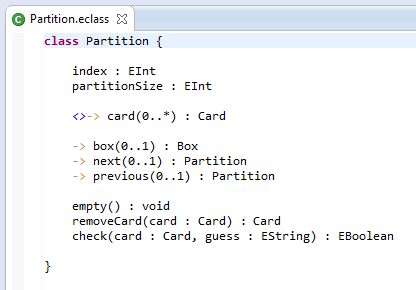 Partition.eclass
class Partition {
index : EInt
partitionSize : EInt
<>-> card(0..*) : Card
-> box(0..1) : Box
-> next(0..1) : Partition
-> previous(0..1) : Partition
empty() : void
removeCard(card : Card) : Card
check(card : Card, guess : EString) : EBoolean
}